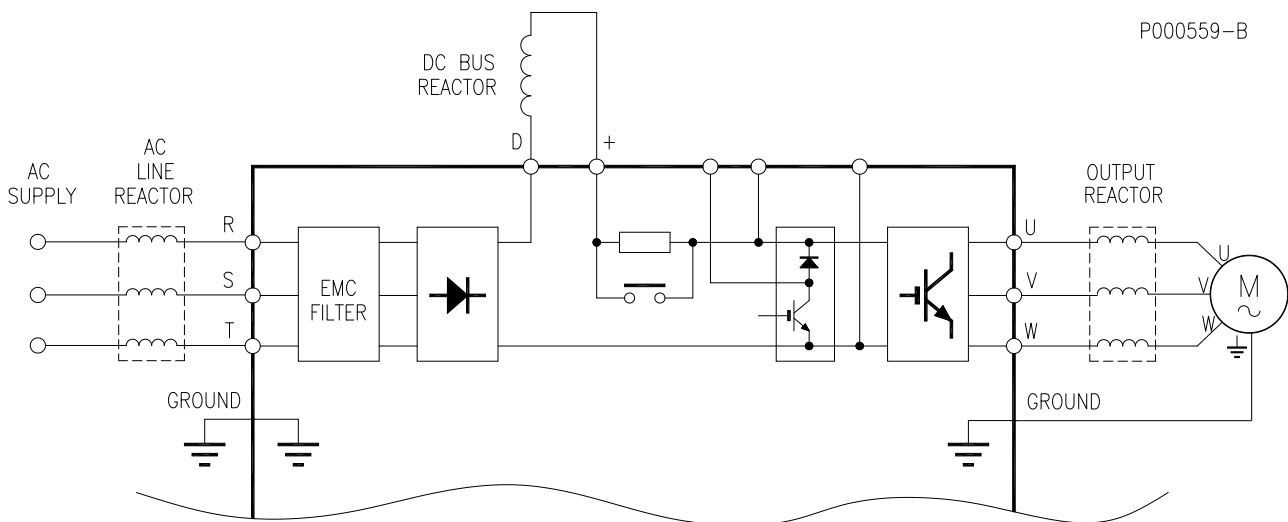 P000559-B
DC BUS
REACTOR
D
+
AC
LINE
REACTOR
AC
SUPPLY
OUTPUT
REACTOR
R
S
T
EMC
FILTER
U
V
W
U
V
W
M
GROUND
GROUND